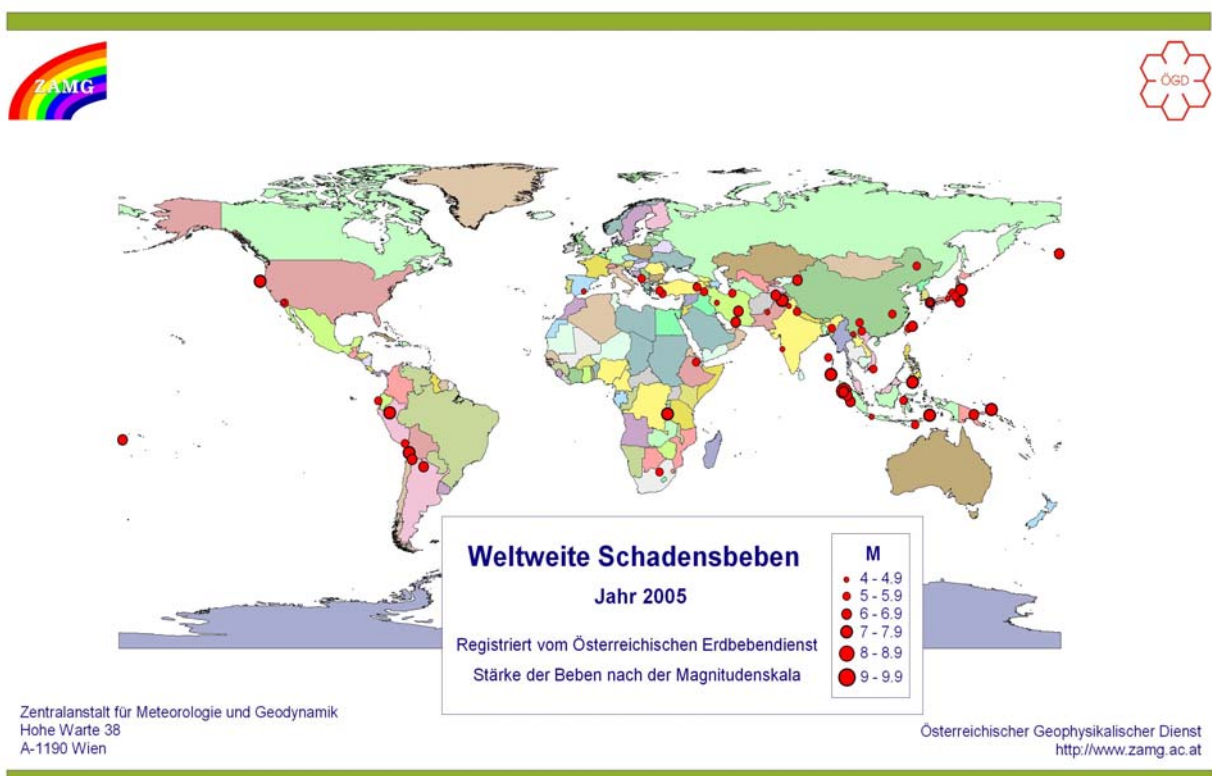 ZAMG
ÖGD
Weltweite Schadensbeben
Jahr 2005
Registriert vom Österreichischen Erdbebendienst
Stärke der Beben nach der Magnitudenskala
M
4 - 4.9
5 - 5.9
6 - 6.9
7 - 7.9
8 - 8.9
9 - 9.9
Zentralanstalt für Meteorologie und Geodynamik
Hohe Warte 38
A-1190 Wien
Österreichischer Geophysikalischer Dienst
http://www.zamg.ac.at